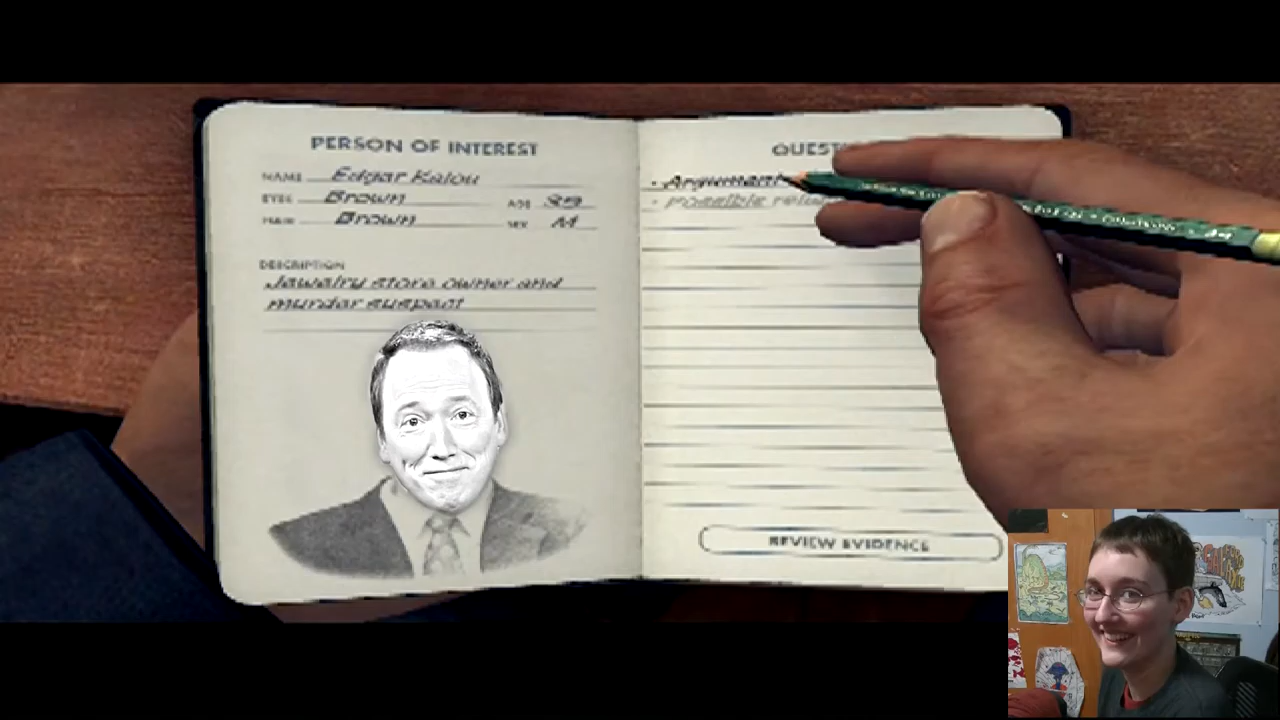 PERSON OF INTEREST
NAME Edgar Kalou
EYES Brown AGE 39
HAIR Brown SEX M
DESCRIPTION
Jewelry store owner and
murder suspect
QUEST
• Argument
• possible
REVIEW EVIDENCE